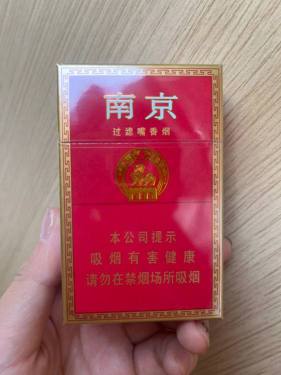 南京
过滤嘴香烟
本公司提示
吸烟有害健康
请勿在禁烟场所吸烟